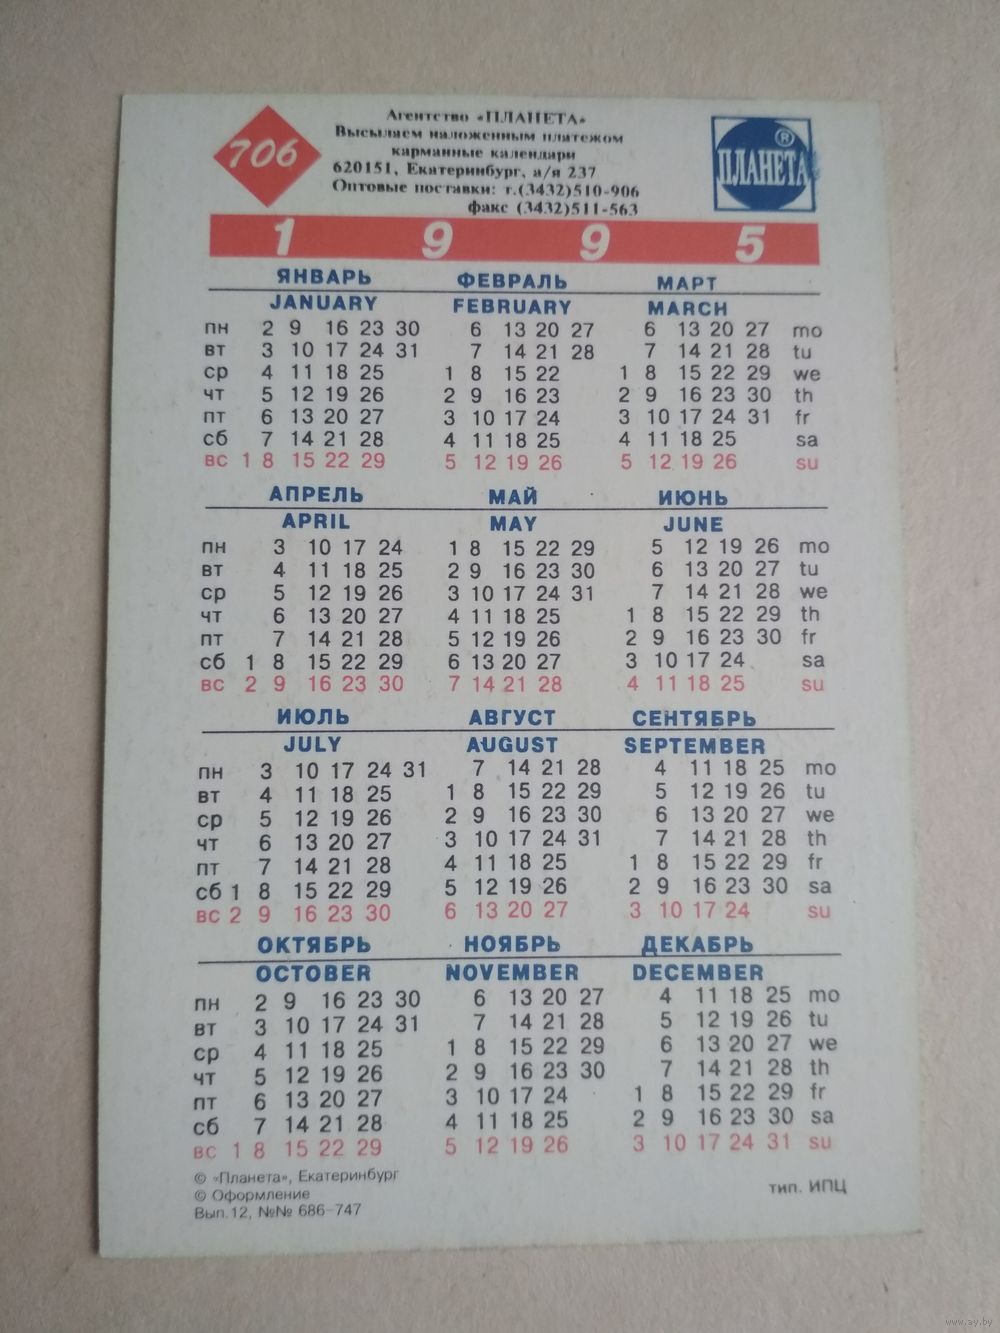 706
Агентство «ПЛАНЕТА»
Высылаем наложенным платежом
карманные календари
620151, Екатеринбург, а/я 237
Оптовые поставки: т.(3432)510-906
факс (3432)511-563
ПЛАНЕТА ®
1 9 9 5
ЯНВАРЬ ФЕВРАЛЬ МАРТ
JANUARY FEBRUARY MARCH
пн 2 9 16 23 30 6 13 20 27 6 13 20 27 mo
вт 3 10 17 24 31 7 14 21 28 7 14 21 28 tu
ср 4 11 18 25 1 8 15 22 1 8 15 22 29 we
чт 5 12 19 26 2 9 16 23 2 9 16 23 30 th
пт 6 13 20 27 3 10 17 24 3 10 17 24 31 fr
сб 7 14 21 28 4 11 18 25 4 11 18 25 sa
вс 1 8 15 22 29 5 12 19 26 5 12 19 26 su
АПРЕЛЬ МАЙ ИЮНЬ
APRIL MAY JUNE
пн 3 10 17 24 1 8 15 22 29 5 12 19 26 mo
вт 4 11 18 25 2 9 16 23 30 6 13 20 27 tu
ср 5 12 19 26 3 10 17 24 31 7 14 21 28 we
чт 6 13 20 27 4 11 18 25 1 8 15 22 29 th
пт 7 14 21 28 5 12 19 26 2 9 16 23 30 fr
сб 1 8 15 22 29 6 13 20 27 3 10 17 24 sa
вс 2 9 16 23 30 7 14 21 28 4 11 18 25 su
ИЮЛЬ АВГУСТ СЕНТЯБРЬ
JULY AUGUST SEPTEMBER
пн 3 10 17 24 31 7 14 21 28 4 11 18 25 mo
вт 4 11 18 25 1 8 15 22 29 5 12 19 26 tu
ср 5 12 19 26 2 9 16 23 30 6 13 20 27 we
чт 6 13 20 27 3 10 17 24 31 7 14 21 28 th
пт 7 14 21 28 4 11 18 25 1 8 15 22 29 fr
сб 1 8 15 22 29 5 12 19 26 2 9 16 23 30 sa
вс 2 9 16 23 30 6 13 20 27 3 10 17 24 su
ОКТЯБРЬ НОЯБРЬ ДЕКАБРЬ
OCTOBER NOVEMBER DECEMBER
пн 2 9 16 23 30 6 13 20 27 4 11 18 25 mo
вт 3 10 17 24 31 7 14 21 28 5 12 19 26 tu
ср 4 11 18 25 1 8 15 22 29 6 13 20 27 we
чт 5 12 19 26 2 9 16 23 30 7 14 21 28 th
пт 6 13 20 27 3 10 17 24 1 8 15 22 29 fr
сб 7 14 21 28 4 11 18 25 2 9 16 23 30 sa
вс 1 8 15 22 29 5 12 19 26 3 10 17 24 31 su
© «Планета», Екатеринбург
© Оформление
Вып.12, №№ 686-747
тип. ИПЦ
www.ay.by